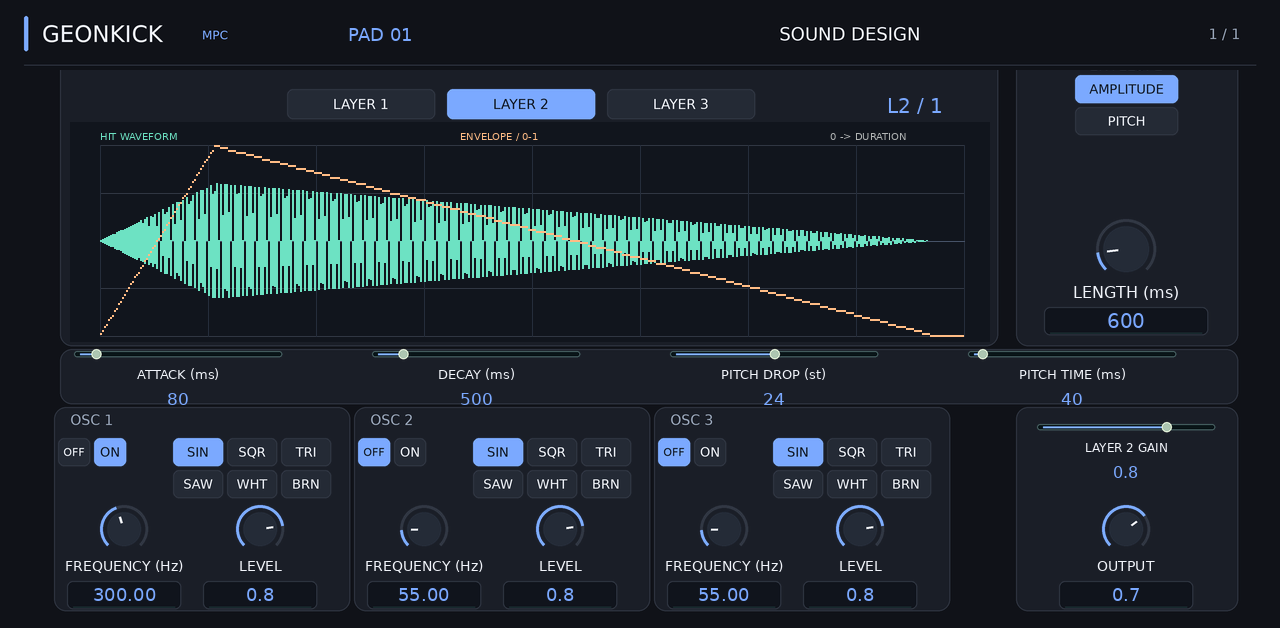 GEONKICK MPC PAD 01 SOUND DESIGN 1 / 1
LAYER 1 LAYER 2 LAYER 3 L2 / 1
AMPLITUDE
PITCH
HIT WAVEFORM ENVELOPE / 0-1 0 -> DURATION
LENGTH (ms)
600
ATTACK (ms) DECAY (ms) PITCH DROP (st) PITCH TIME (ms)
80 500 24 40
OSC 1 OSC 2 OSC 3
OFF ON SIN SQR TRI OFF ON SIN SQR TRI OFF ON SIN SQR TRI
SAW WHT BRN SAW WHT BRN SAW WHT BRN
LAYER 2 GAIN
0.8
FREQUENCY (Hz) LEVEL FREQUENCY (Hz) LEVEL FREQUENCY (Hz) LEVEL OUTPUT
300.00 0.8 55.00 0.8 55.00 0.8 0.7